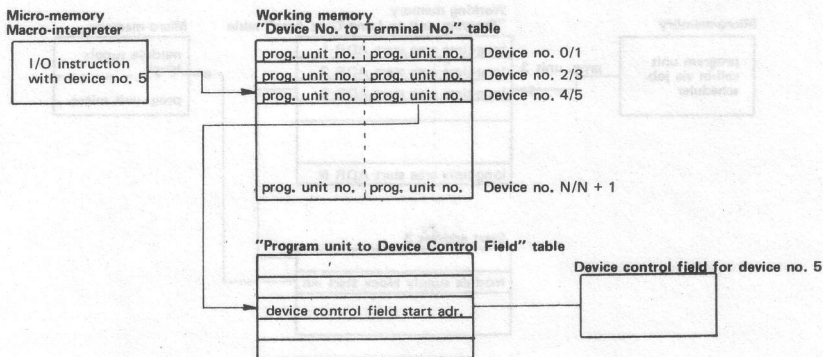 Micro-memory
Macro-interpreter
I/O instruction
with device no. 5
Working memory
"Device No. to Terminal No." table
prog. unit no. prog. unit no. Device no. 0/1
prog. unit no. prog. unit no. Device no. 2/3
prog. unit no. prog. unit no. Device no. 4/5
prog. unit no. prog. unit no. Device no. N/N + 1
"Program unit to Device Control Field" table
device control field start adr.
Device control field for device no. 5